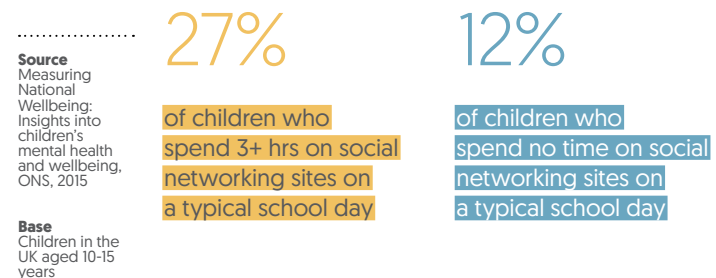 Source
Measuring
National
Wellbeing:
Insights into
children's
mental health
and wellbeing,
ONS, 2015
Base
Children in the
UK aged 10-15
years
27%
of children who
spend 3+ hrs on social
networking sites on
a typical school day
12%
of children who
spend no time on social
networking sites on
a typical school day